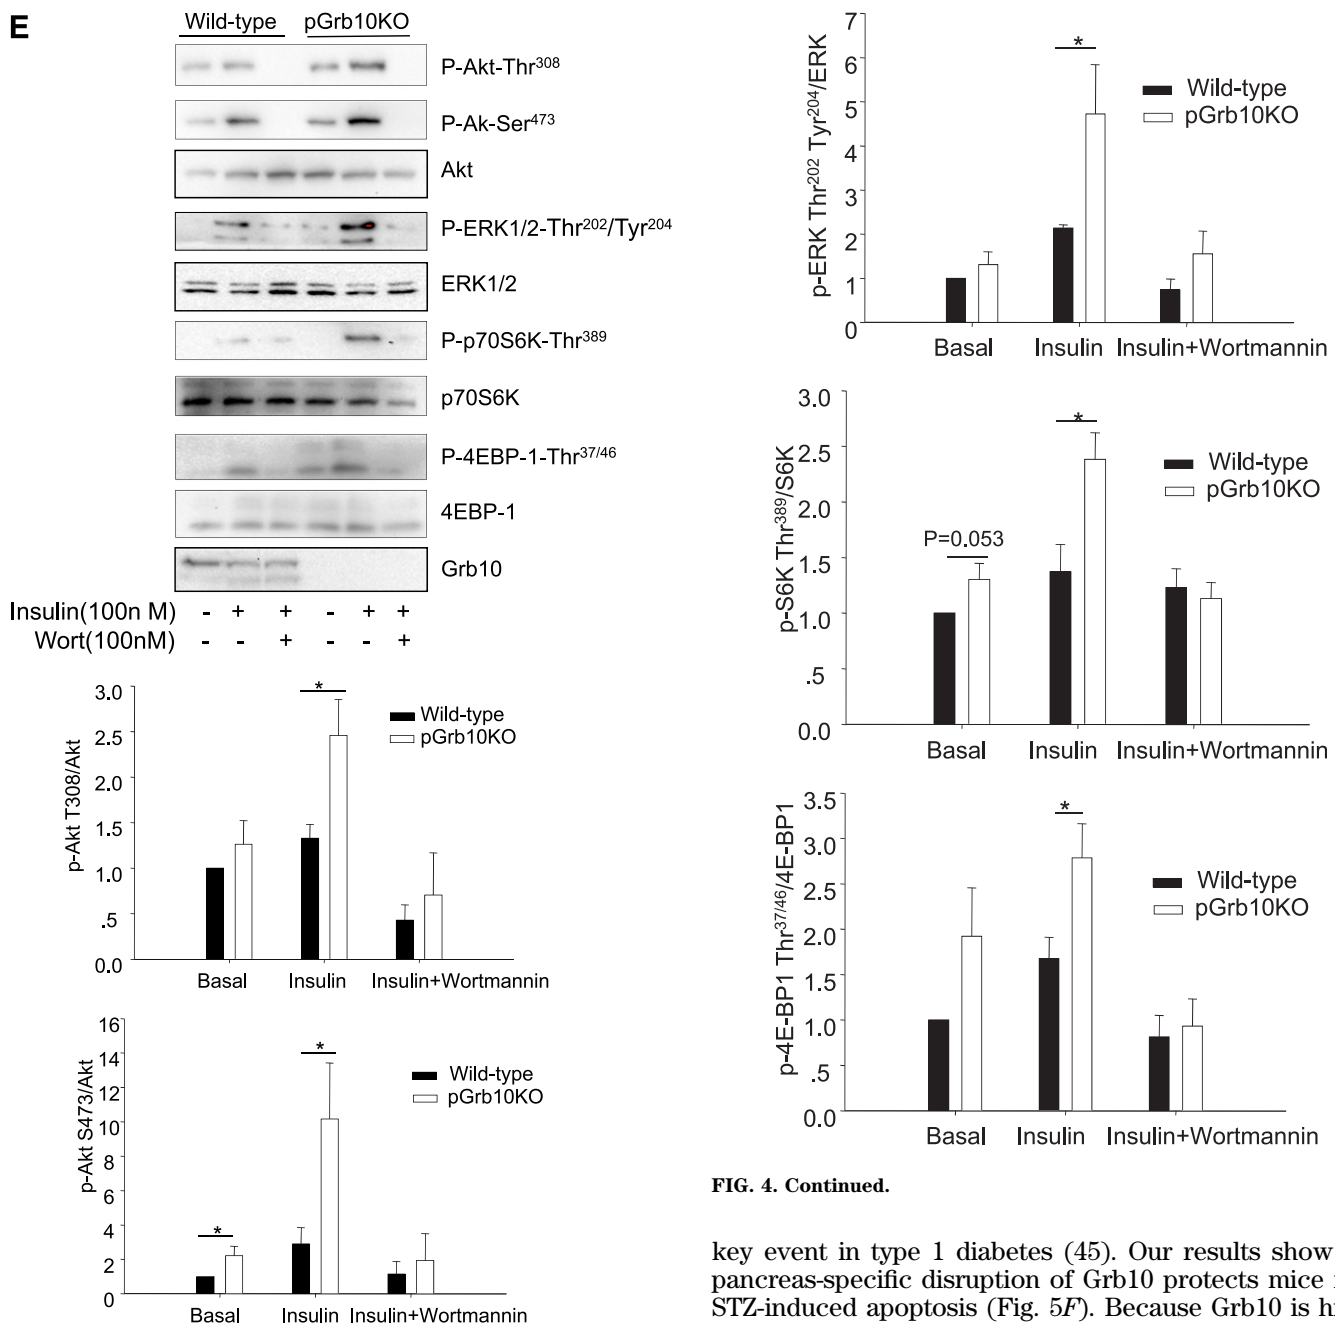 E
Wild-type pGrb10KO
P-Akt-Thr308
P-Ak-Ser473
Akt
P-ERK1/2-Thr202/Tyr204
ERK1/2
P-p70S6K-Thr389
p70S6K
P-4EBP-1-Thr37/46
4EBP-1
Grb10
Insulin(100n M) - + + - + +
Wort(100nM) - - + - - +
p-Akt T308/Akt
3.0
2.5
2.0
1.5
1.0
.5
0.0
*
Wild-type
pGrb10KO
Basal Insulin Insulin+Wortmannin
p-Akt S473/Akt
16
14
12
10
8
6
4
2
0
*
*
Wild-type
pGrb10KO
Basal Insulin Insulin+Wortmannin
p-ERK Thr202 Tyr204/ERK
7
6
5
4
3
2
1
0
*
Wild-type
pGrb10KO
Basal Insulin Insulin+Wortmannin
p-S6K Thr389/S6K
3.0
2.5
2.0
1.5
1.0
.5
0.0
P=0.053
*
Wild-type
pGrb10KO
Basal Insulin Insulin+Wortmannin
p-4E-BP1 Thr37/46/4E-BP1
3.5
3.0
2.5
2.0
1.5
1.0
.5
0.0
*
Wild-type
pGrb10KO
Basal Insulin Insulin+Wortmannin
FIG. 4. Continued.
key event in type 1 diabetes (45). Our results show
pancreas-specific disruption of Grb10 protects mice
STZ-induced apoptosis (Fig. 5F). Because Grb10 is